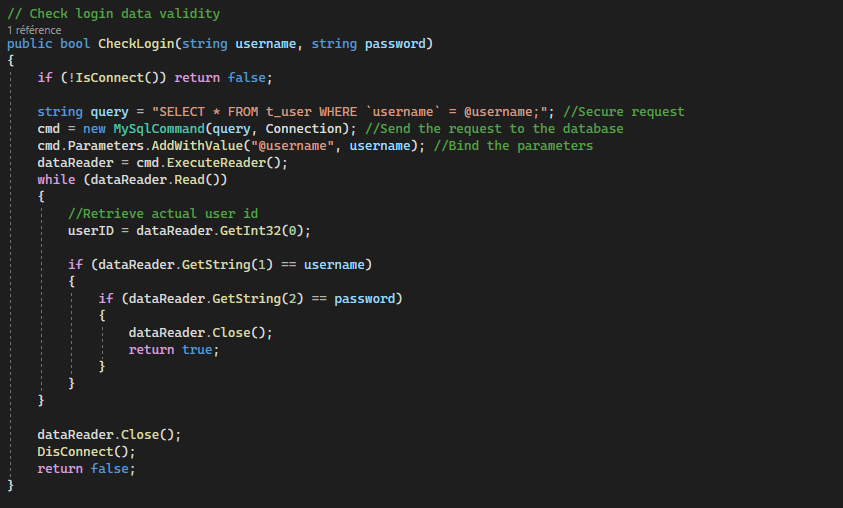 // Check login data validity
1 référence
public bool CheckLogin(string username, string password)
{
if (!IsConnect()) return false;
string query = "SELECT * FROM t_user WHERE `username` = @username;"; //Secure request
cmd = new MySqlCommand(query, Connection); //Send the request to the database
cmd.Parameters.AddWithValue("@username", username); //Bind the parameters
dataReader = cmd.ExecuteReader();
while (dataReader.Read())
{
//Retrieve actual user id
userID = dataReader.GetInt32(0);
if (dataReader.GetString(1) == username)
{
if (dataReader.GetString(2) == password)
{
dataReader.Close();
return true;
}
}
}
dataReader.Close();
DisConnect();
return false;
}